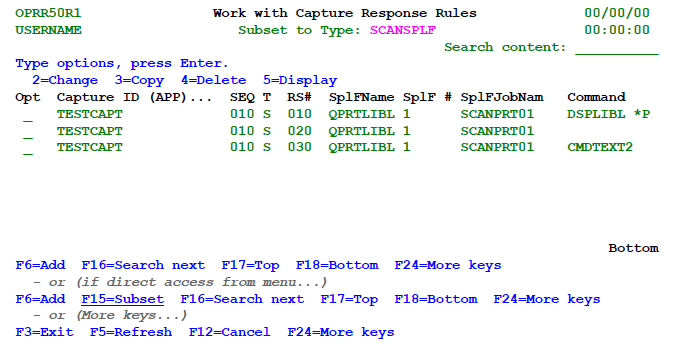 OPRR50R1 Work with Capture Response Rules 00/00/00
USERNAME Subset to Type: SCANSPLF 00:00:00
Search content: __________
Type options, press Enter.
2=Change 3=Copy 4=Delete 5=Display
Opt Capture ID (APP)... SEQ T RS# SplFName SplF # SplFJobNam Command
_ TESTCAPT 010 S 010 QPRTLIBL 1 SCANPRT01 DSPLIBL *P
_ TESTCAPT 010 S 020 QPRTLIBL 1 SCANPRT01
_ TESTCAPT 010 S 030 QPRTLIBL 1 SCANPRT01 CMDTEXT2
Bottom
F6=Add F16=Search next F17=Top F18=Bottom F24=More keys
- or (if direct access from menu...)
F6=Add F15=Subset F16=Search next F17=Top F18=Bottom F24=More keys
- or (More keys...)
F3=Exit F5=Refresh F12=Cancel F24=More keys